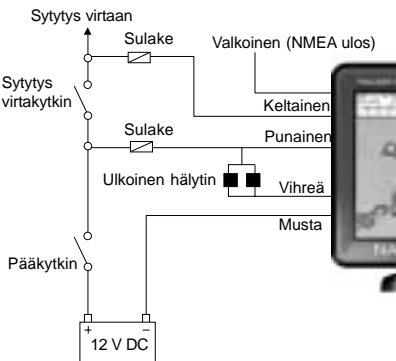 Sytytys virtaan
Sulake
Valkoinen (NMEA ulos)
Sytytys
virtakytkin
Keltainen
Sulake
Punainen
Ulkoinen hälytin
Vihreä
Musta
Pääkytkin
+ –
12 V DC